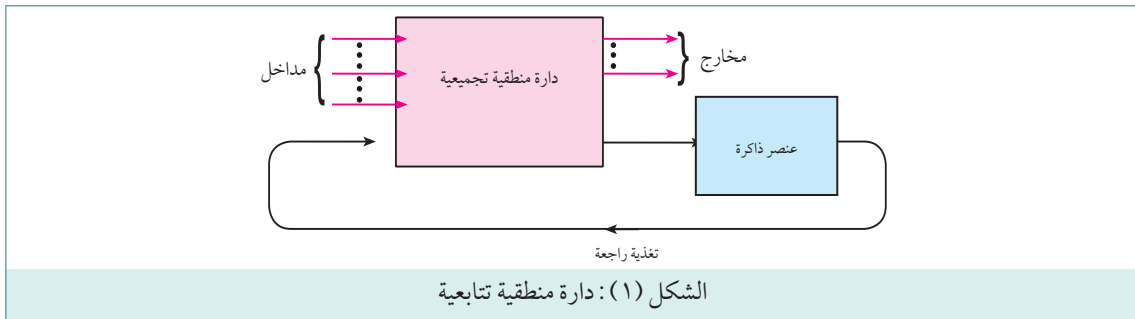 مداخل
دارة منطقية تجميعية
مخارج
عنصر ذاكرة
تغذية راجعة
الشكل (١): دارة منطقية تتابعية